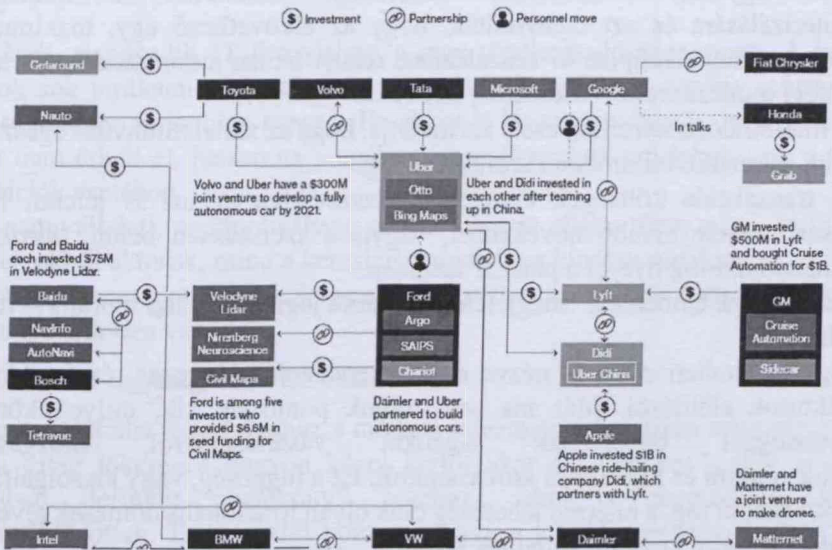 Investment
Partnership
Personnel move
Getaround
Nauto
Toyota
Volvo
Tata
Microsoft
Google
Fiat Chrysler
Honda
In talks
Grab
Uber
Otto
Bing Maps
Volvo and Uber have a $300M
joint venture to develop a fully
autonomous car by 2021.
Uber and Didi invested in
each other after teaming
up in China.
Ford and Baidu
each invested $75M
in Velodyne Lidar.
GM invested
$500M in Lyft
and bought Cruise
Automation for $1B.
Baidu
NavInfo
AutoNavi
Bosch
Tetravue
Velodyne
Lidar
Nirenberg
Neuroscience
Civil Maps
Ford is among five
investors who
provided $6.6M in
seed funding for
Civil Maps.
Ford
Argo
SAIPS
Chariot
Daimler and Uber
partnered to build
autonomous cars.
Lyft
Didi
Uber China
Apple
Apple invested $1B in
Chinese ride-hailing
company Didi, which
partners with Lyft.
GM
Cruise
Automation
Sidecar
Daimler and
Matternet have
a joint venture
to make drones.
Intel
BMW
VW
Daimler
Matternet